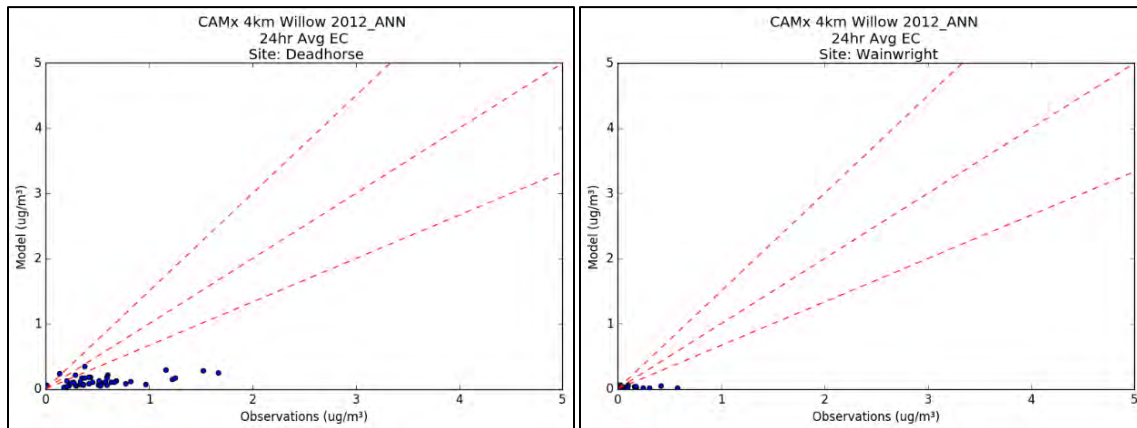 CAMx 4km Willow 2012_ANN
24hr Avg EC
Site: Deadhorse
5
4
3
2
1
0
0
1
2
3
4
5
Model (ug/m³)
Observations (ug/m³)
CAMx 4km Willow 2012_ANN
24hr Avg EC
Site: Wainwright
5
4
3
2
1
0
0
1
2
3
4
5
Model (ug/m³)
Observations (ug/m³)